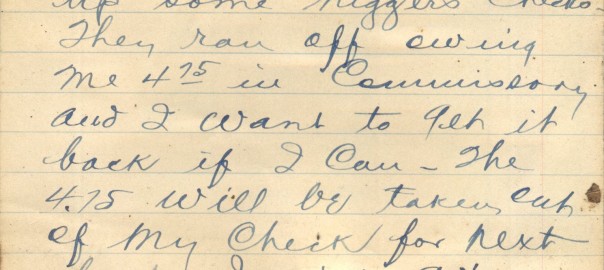 up some niggers checks.
They ran off owing
Me 4 75 in Commissary
and I want to get it
back if I can - The
4.75 will be taken out
of My Check for next